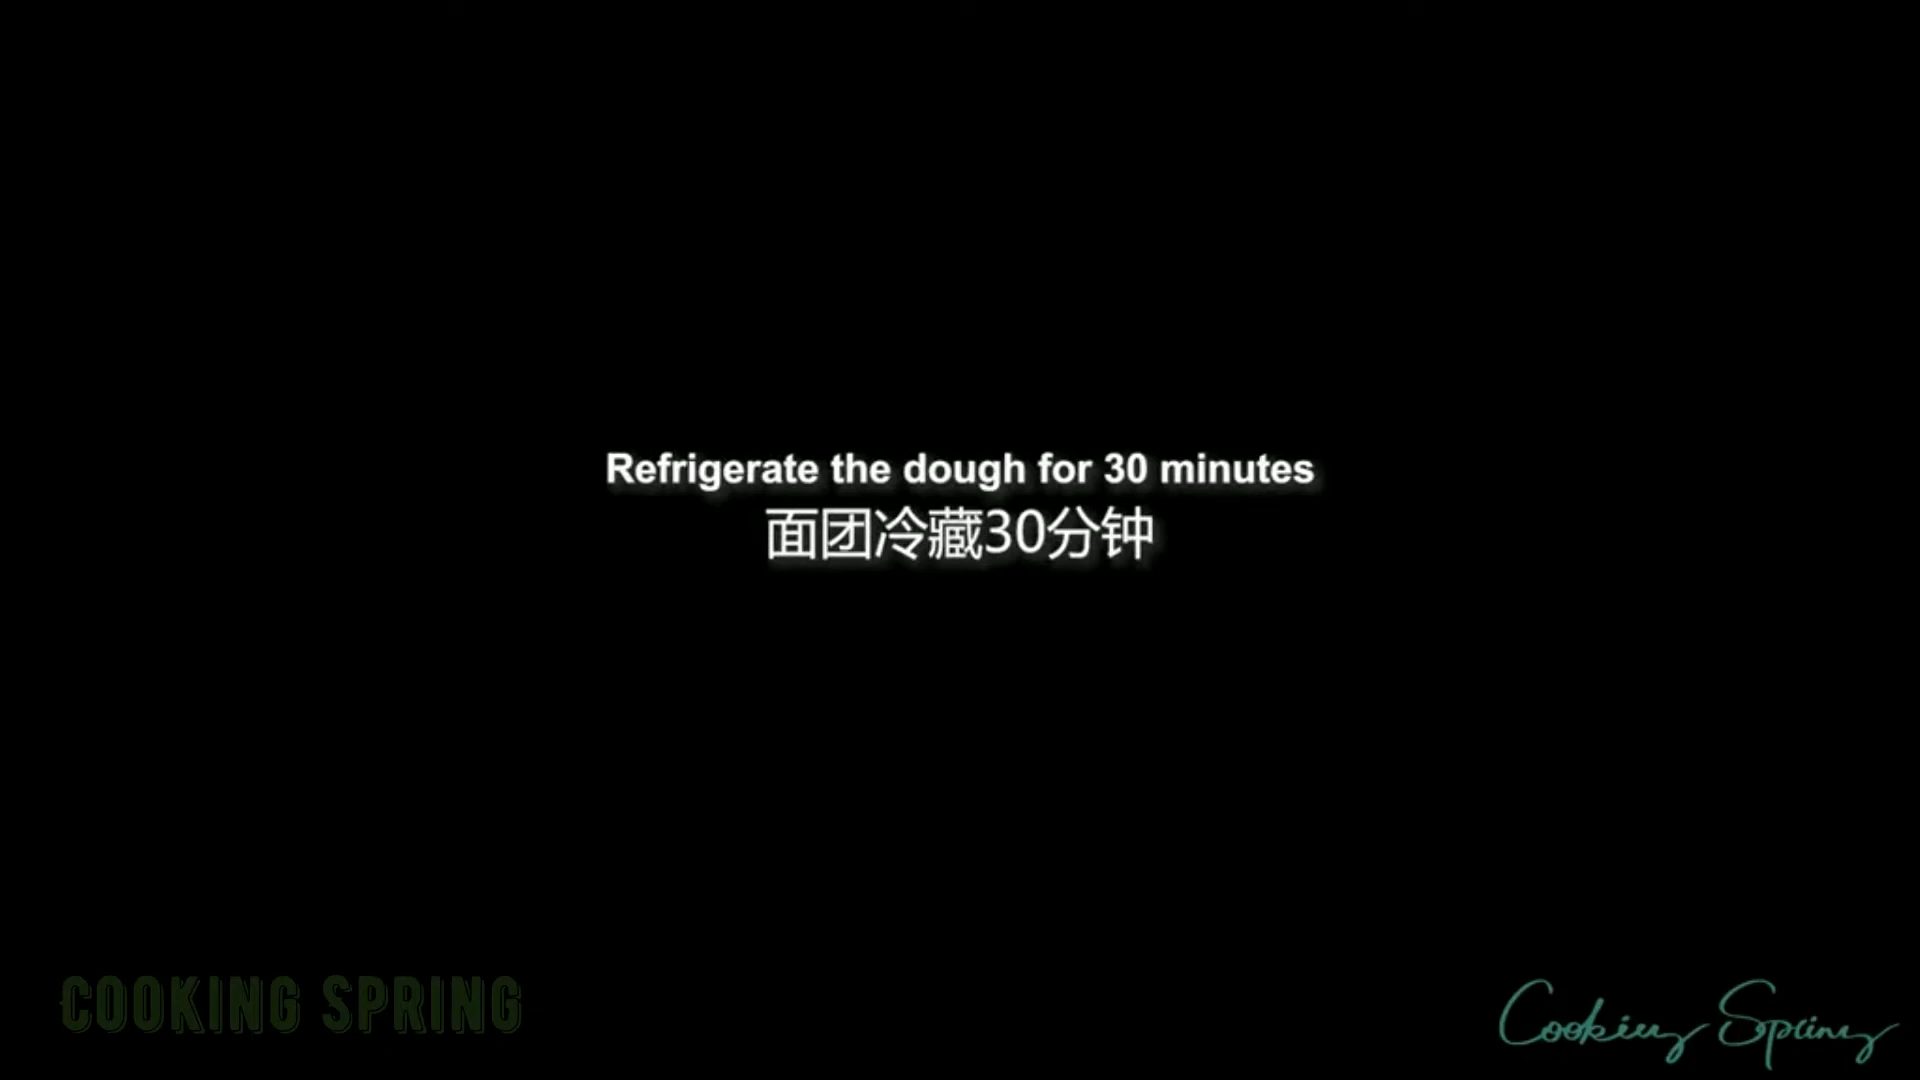 Refrigerate the dough for 30 minutes
面团冷藏30分钟
COOKING SPRING
Cooking Spring